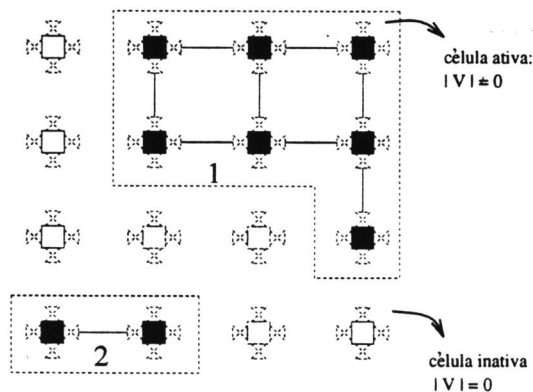 célula ativa:
| V | ≠ 0
1
2
célula inativa
| V | = 0